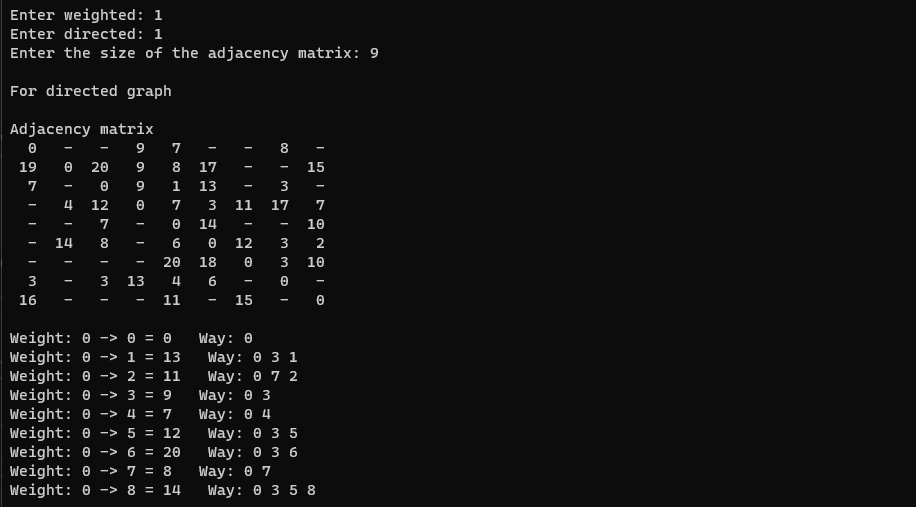 Enter weighted: 1
Enter directed: 1
Enter the size of the adjacency matrix: 9
For directed graph
Adjacency matrix
  0   -   -   9   7   -   -   8   -
 19   0  20   9   8  17   -   -  15
  7   -   0   9   1  13   -   3   -
  -   4  12   0   7   3  11  17   7
  -   -   7   -   0  14   -   -  10
  -  14   8   -   6   0  12   3   2
  -   -   -   -  20  18   0   3  10
  3   -   3  13   4   6   -   0   -
 16   -   -   -  11   -  15   -   0
Weight: 0 -> 0 = 0   Way: 0
Weight: 0 -> 1 = 13   Way: 0 3 1
Weight: 0 -> 2 = 11   Way: 0 7 2
Weight: 0 -> 3 = 9   Way: 0 3
Weight: 0 -> 4 = 7   Way: 0 4
Weight: 0 -> 5 = 12   Way: 0 3 5
Weight: 0 -> 6 = 20   Way: 0 3 6
Weight: 0 -> 7 = 8   Way: 0 7
Weight: 0 -> 8 = 14   Way: 0 3 5 8